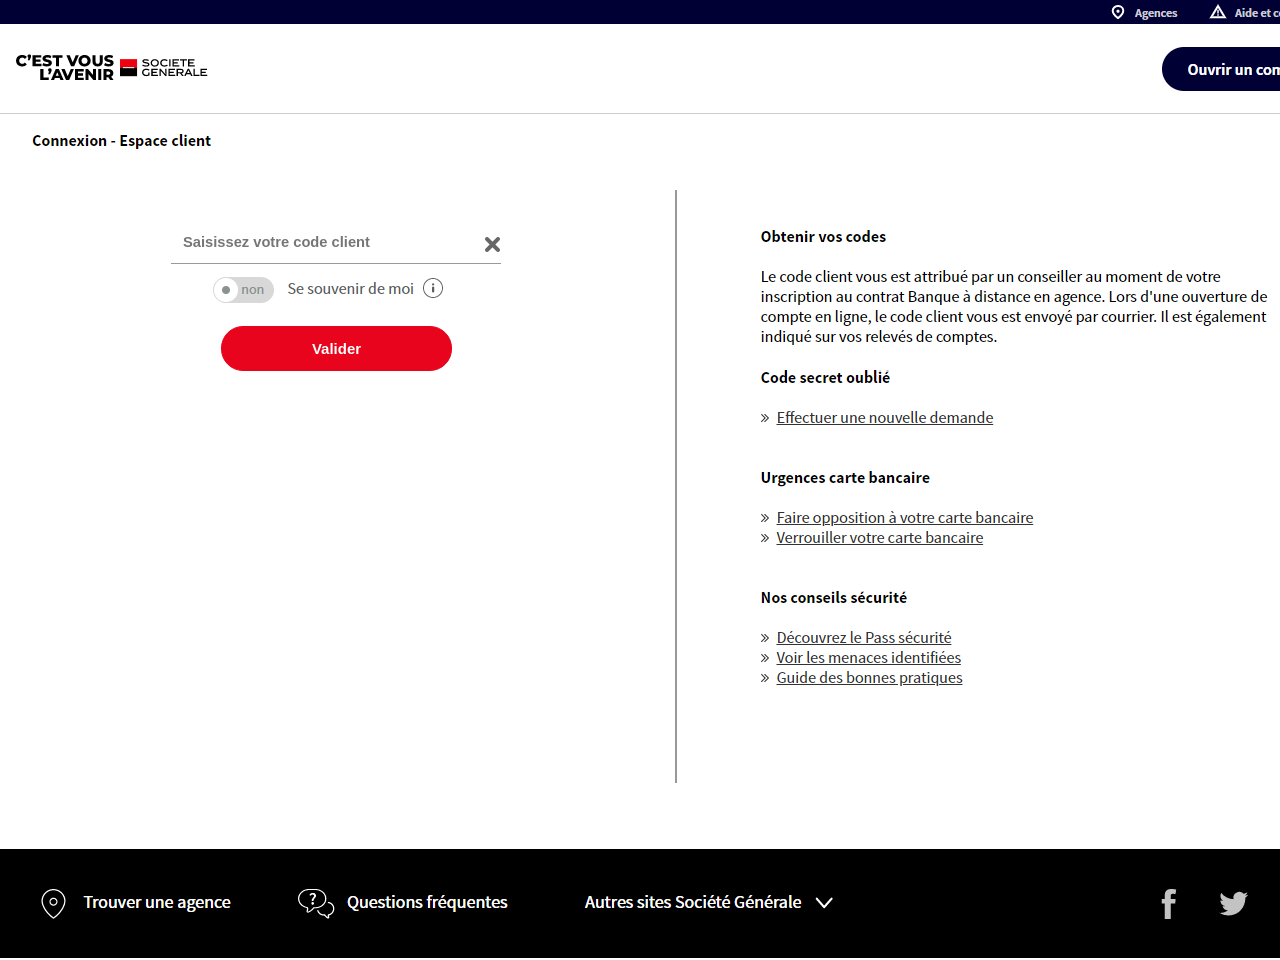 Agences
Aide et c
C'EST VOUS
L'AVENIR
SOCIETE
GENERALE
Ouvrir un com
Connexion - Espace client
Saisissez votre code client
non
Se souvenir de moi
Valider
Obtenir vos codes
Le code client vous est attribué par un conseiller au moment de votre
inscription au contrat Banque à distance en agence. Lors d'une ouverture de
compte en ligne, le code client vous est envoyé par courrier. Il est également
indiqué sur vos relevés de comptes.
Code secret oublié
» Effectuer une nouvelle demande
Urgences carte bancaire
» Faire opposition à votre carte bancaire
» Verrouiller votre carte bancaire
Nos conseils sécurité
» Découvrez le Pass sécurité
» Voir les menaces identifiées
» Guide des bonnes pratiques
Trouver une agence
Questions fréquentes
Autres sites Société Générale